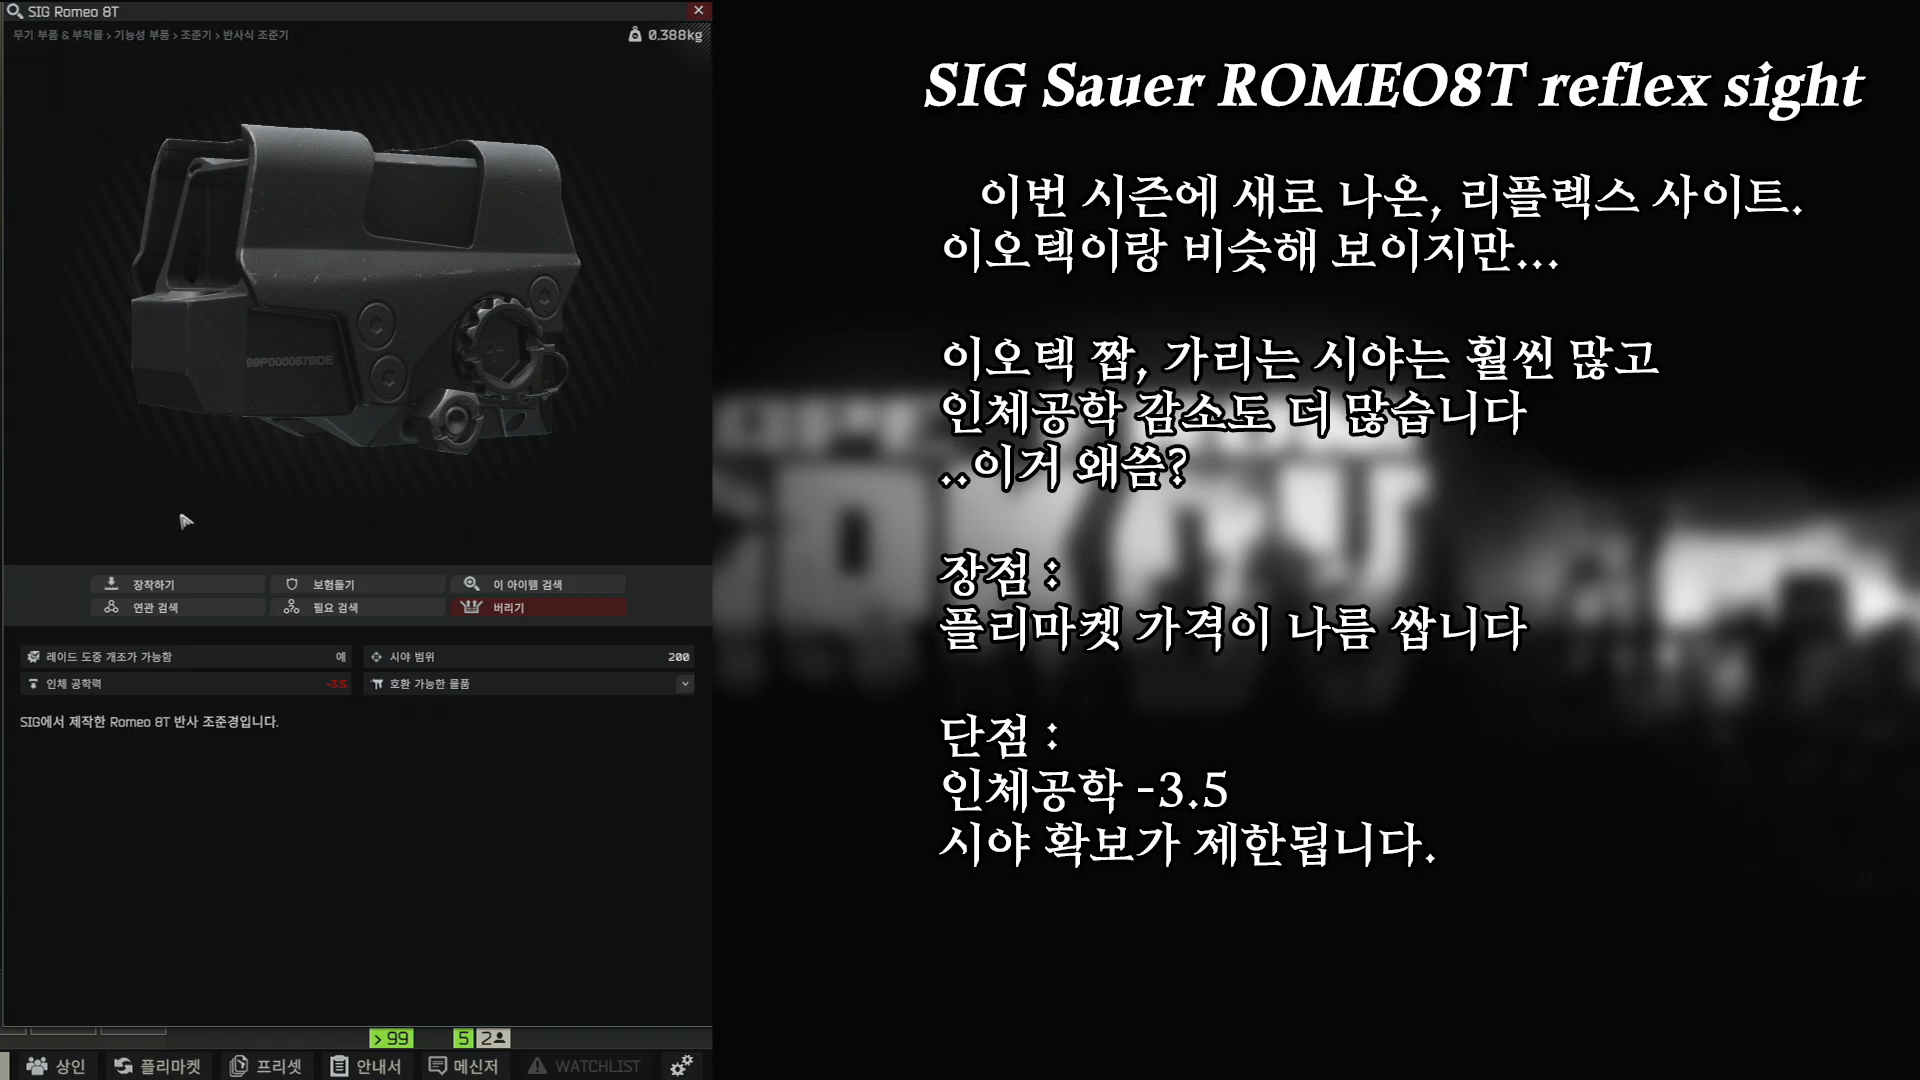 SIG Romeo 8T
무기 부품 & 부착물 > 기능성 부품 > 조준기 > 반사식 조준기
0.388kg
99P000067BDE
장착하기
보험들기
이 아이템 검색
연관 검색
필요 검색
버리기
레이드 도중 개조가 가능함
예
시야 범위
200
인체 공학력
-3.5
호환 가능한 물품
SIG에서 제작한 Romeo 8T 반사 조준경입니다.
> 99
5
2
상인
플리마켓
프리셋
안내서
메신저
WATCHLIST
SIG Sauer ROMEO8T reflex sight
이번 시즌에 새로 나온, 리플렉스 사이트.
이오텍이랑 비슷해 보이지만...
이오텍 짭, 가리는 시야는 훨씬 많고
인체공학 감소도 더 많습니다
..이거 왜씀?
장점 :
플리마켓 가격이 나름 쌉니다
단점 :
인체공학 -3.5
시야 확보가 제한됩니다.